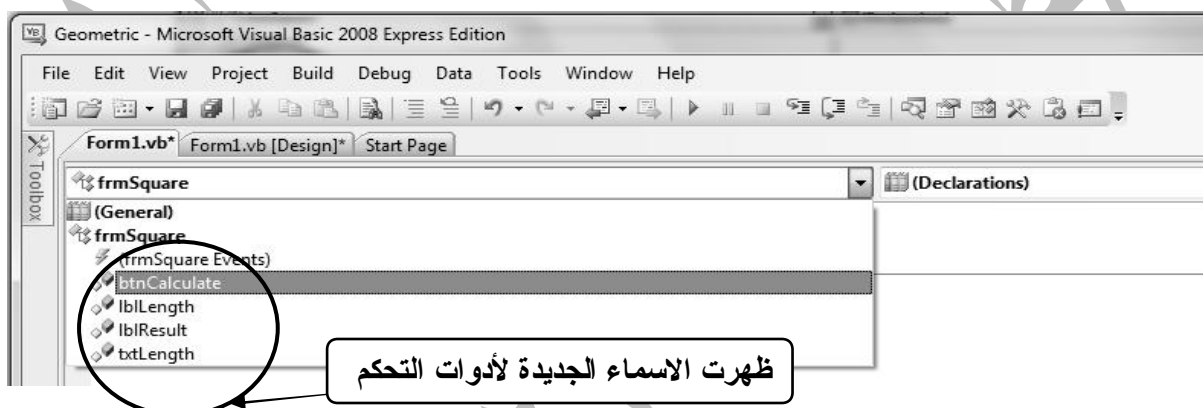 Geometric - Microsoft Visual Basic 2008 Express Edition
File Edit View Project Build Debug Data Tools Window Help
Form1.vb* Form1.vb [Design]* Start Page
Toolbox
frmSquare (Declarations)
(General)
frmSquare
(frmSquare Events)
btnCalculate
lblLength
lblResult
txtLength
ظهرت الاسماء الجديدة لأدوات التحكم